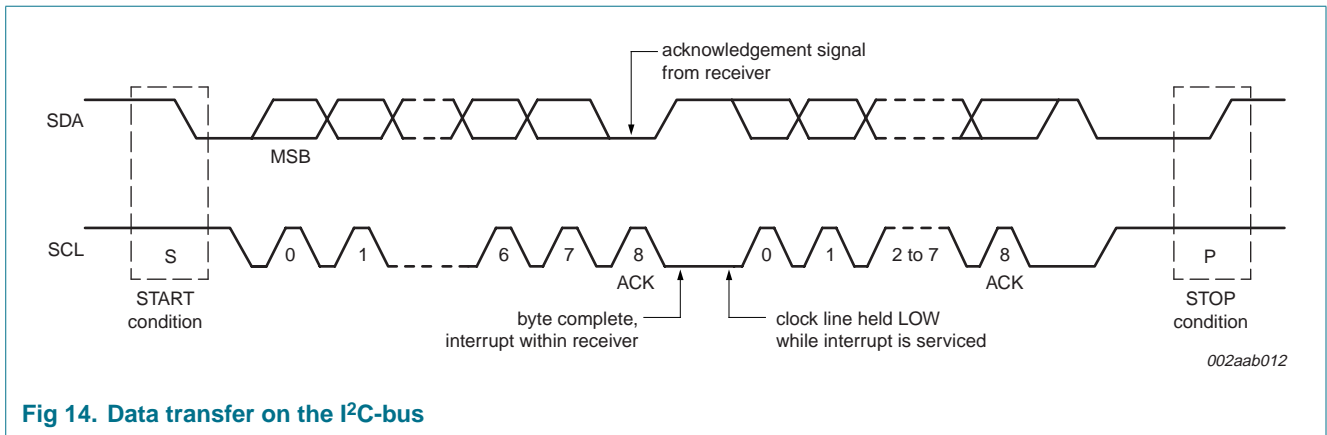 acknowledgement signal
from receiver
SDA
MSB
SCL
S
0
1
6
7
8
0
1
2 to 7
8
P
ACK
ACK
START
condition
byte complete,
interrupt within receiver
clock line held LOW
while interrupt is serviced
STOP
condition
002aab012
Fig 14. Data transfer on the I²C-bus